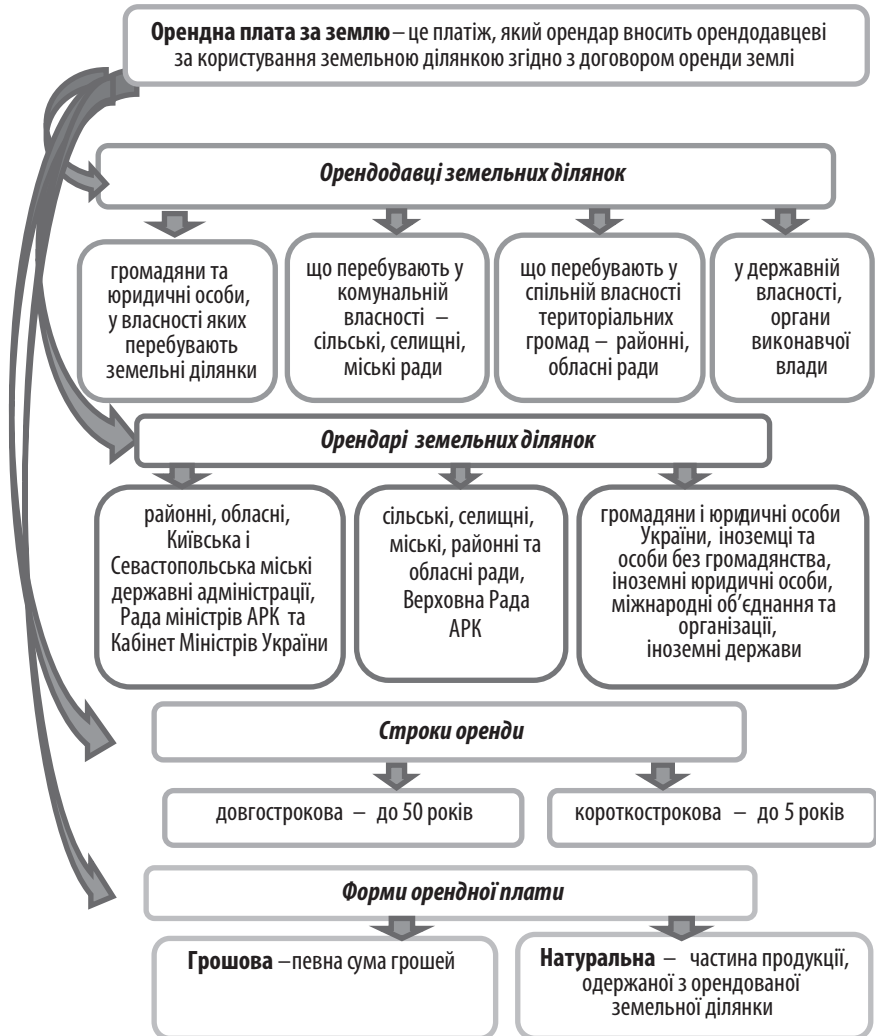 Орендна плата за землю – це платіж, який орендар вносить орендодавцеві
за користування земельною ділянкою згідно з договором оренди землі
Орендодавці земельних ділянок
громадяни та
юридичні особи,
у власності яких
перебувають
земельні ділянки
що перебувають у
комунальній
власності –
сільські, селищні,
міські ради
що перебувають у
спільній власності
територіальних
громад – районні,
обласні ради
у державній
власності,
органи
виконавчої
влади
Орендарі земельних ділянок
районні, обласні,
Київська і
Севастопольська міські
державні адміністрації,
Рада міністрів АРК та
Кабінет Міністрів України
сільські, селищні,
міські, районні та
обласні ради,
Верховна Рада
АРК
громадяни і юридичні особи
України, іноземці та
особи без громадянства,
іноземні юридичні особи,
міжнародні об’єднання та
організації,
іноземні держави
Строки оренди
довгострокова – до 50 років
короткострокова – до 5 років
Форми орендної плати
Грошова – певна сума грошей
Натуральна – частина продукції,
одержаної з орендованої
земельної ділянки